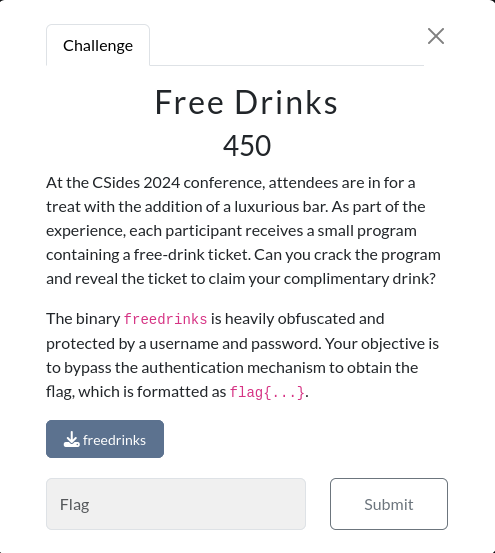 Challenge
Free Drinks
450
At the CSides 2024 conference, attendees are in for a
treat with the addition of a luxurious bar. As part of the
experience, each participant receives a small program
containing a free-drink ticket. Can you crack the program
and reveal the ticket to claim your complimentary drink?
The binary freedrinks is heavily obfuscated and
protected by a username and password. Your objective is
to bypass the authentication mechanism to obtain the
flag, which is formatted as flag{...}.
freedrinks
Flag
Submit